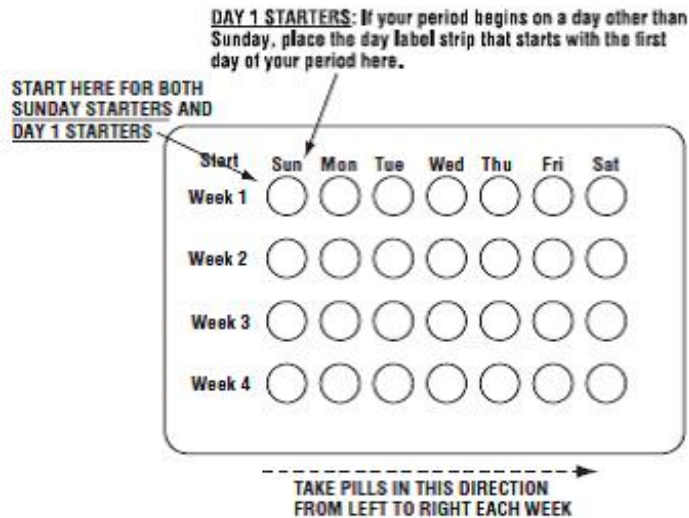 DAY 1 STARTERS: If your period begins on a day other than
Sunday, place the day label strip that starts with the first
day of your period here.
START HERE FOR BOTH
SUNDAY STARTERS AND
DAY 1 STARTERS
Start Sun Mon Tue Wed Thu Fri Sat
Week 1
Week 2
Week 3
Week 4
TAKE PILLS IN THIS DIRECTION
FROM LEFT TO RIGHT EACH WEEK